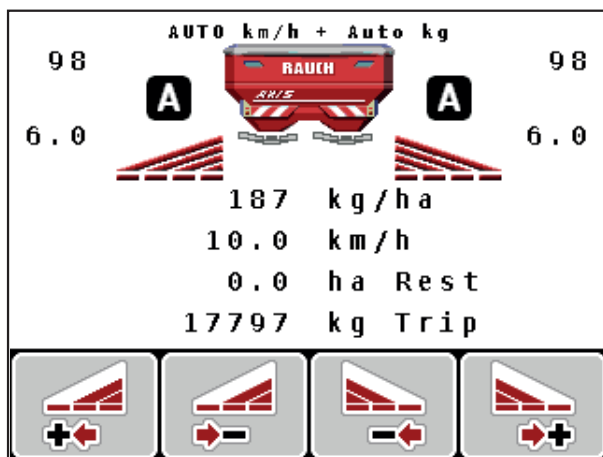 AUTO km/h + Auto kg
98 98
RAUCH
AXIS
A A
6.0 6.0
187 kg/ha
10.0 km/h
0.0 ha Rest
17797 kg Trip